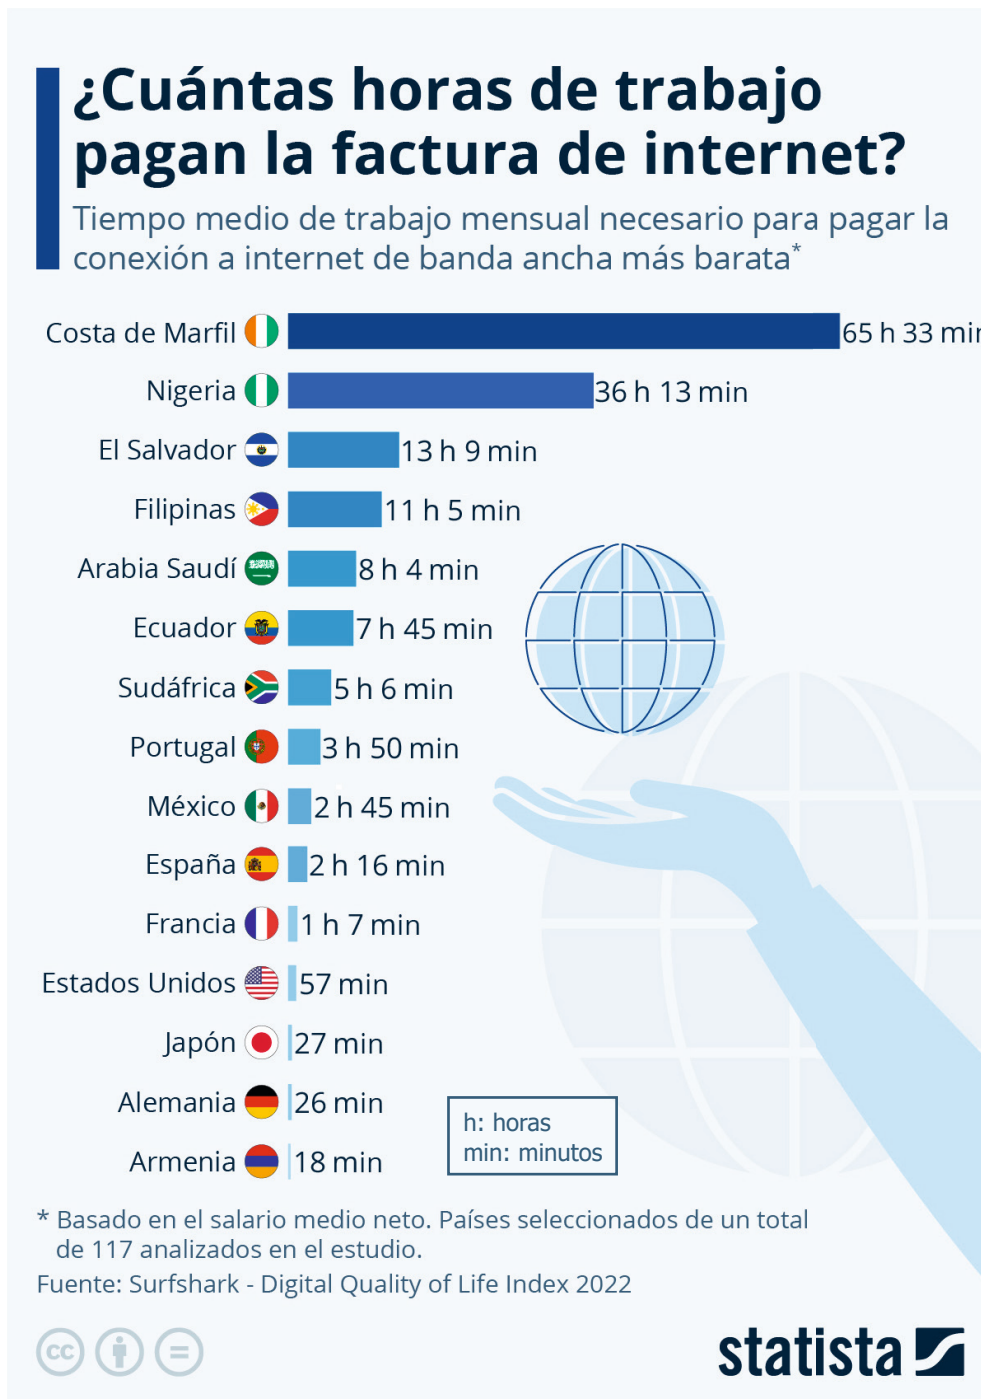 ¿Cuántas horas de trabajo
pagan la factura de internet?
Tiempo medio de trabajo mensual necesario para pagar la
conexión a internet de banda ancha más barata*
Costa de Marfil 65 h 33 min
Nigeria 36 h 13 min
El Salvador 13 h 9 min
Filipinas 11 h 5 min
Arabia Saudí 8 h 4 min
Ecuador 7 h 45 min
Sudáfrica 5 h 6 min
Portugal 3 h 50 min
México 2 h 45 min
España 2 h 16 min
Francia 1 h 7 min
Estados Unidos 57 min
Japón 27 min
Alemania 26 min
Armenia 18 min
h: horas
min: minutos
* Basado en el salario medio neto. Países seleccionados de un total
de 117 analizados en el estudio.
Fuente: Surfshark - Digital Quality of Life Index 2022
cc =
statista